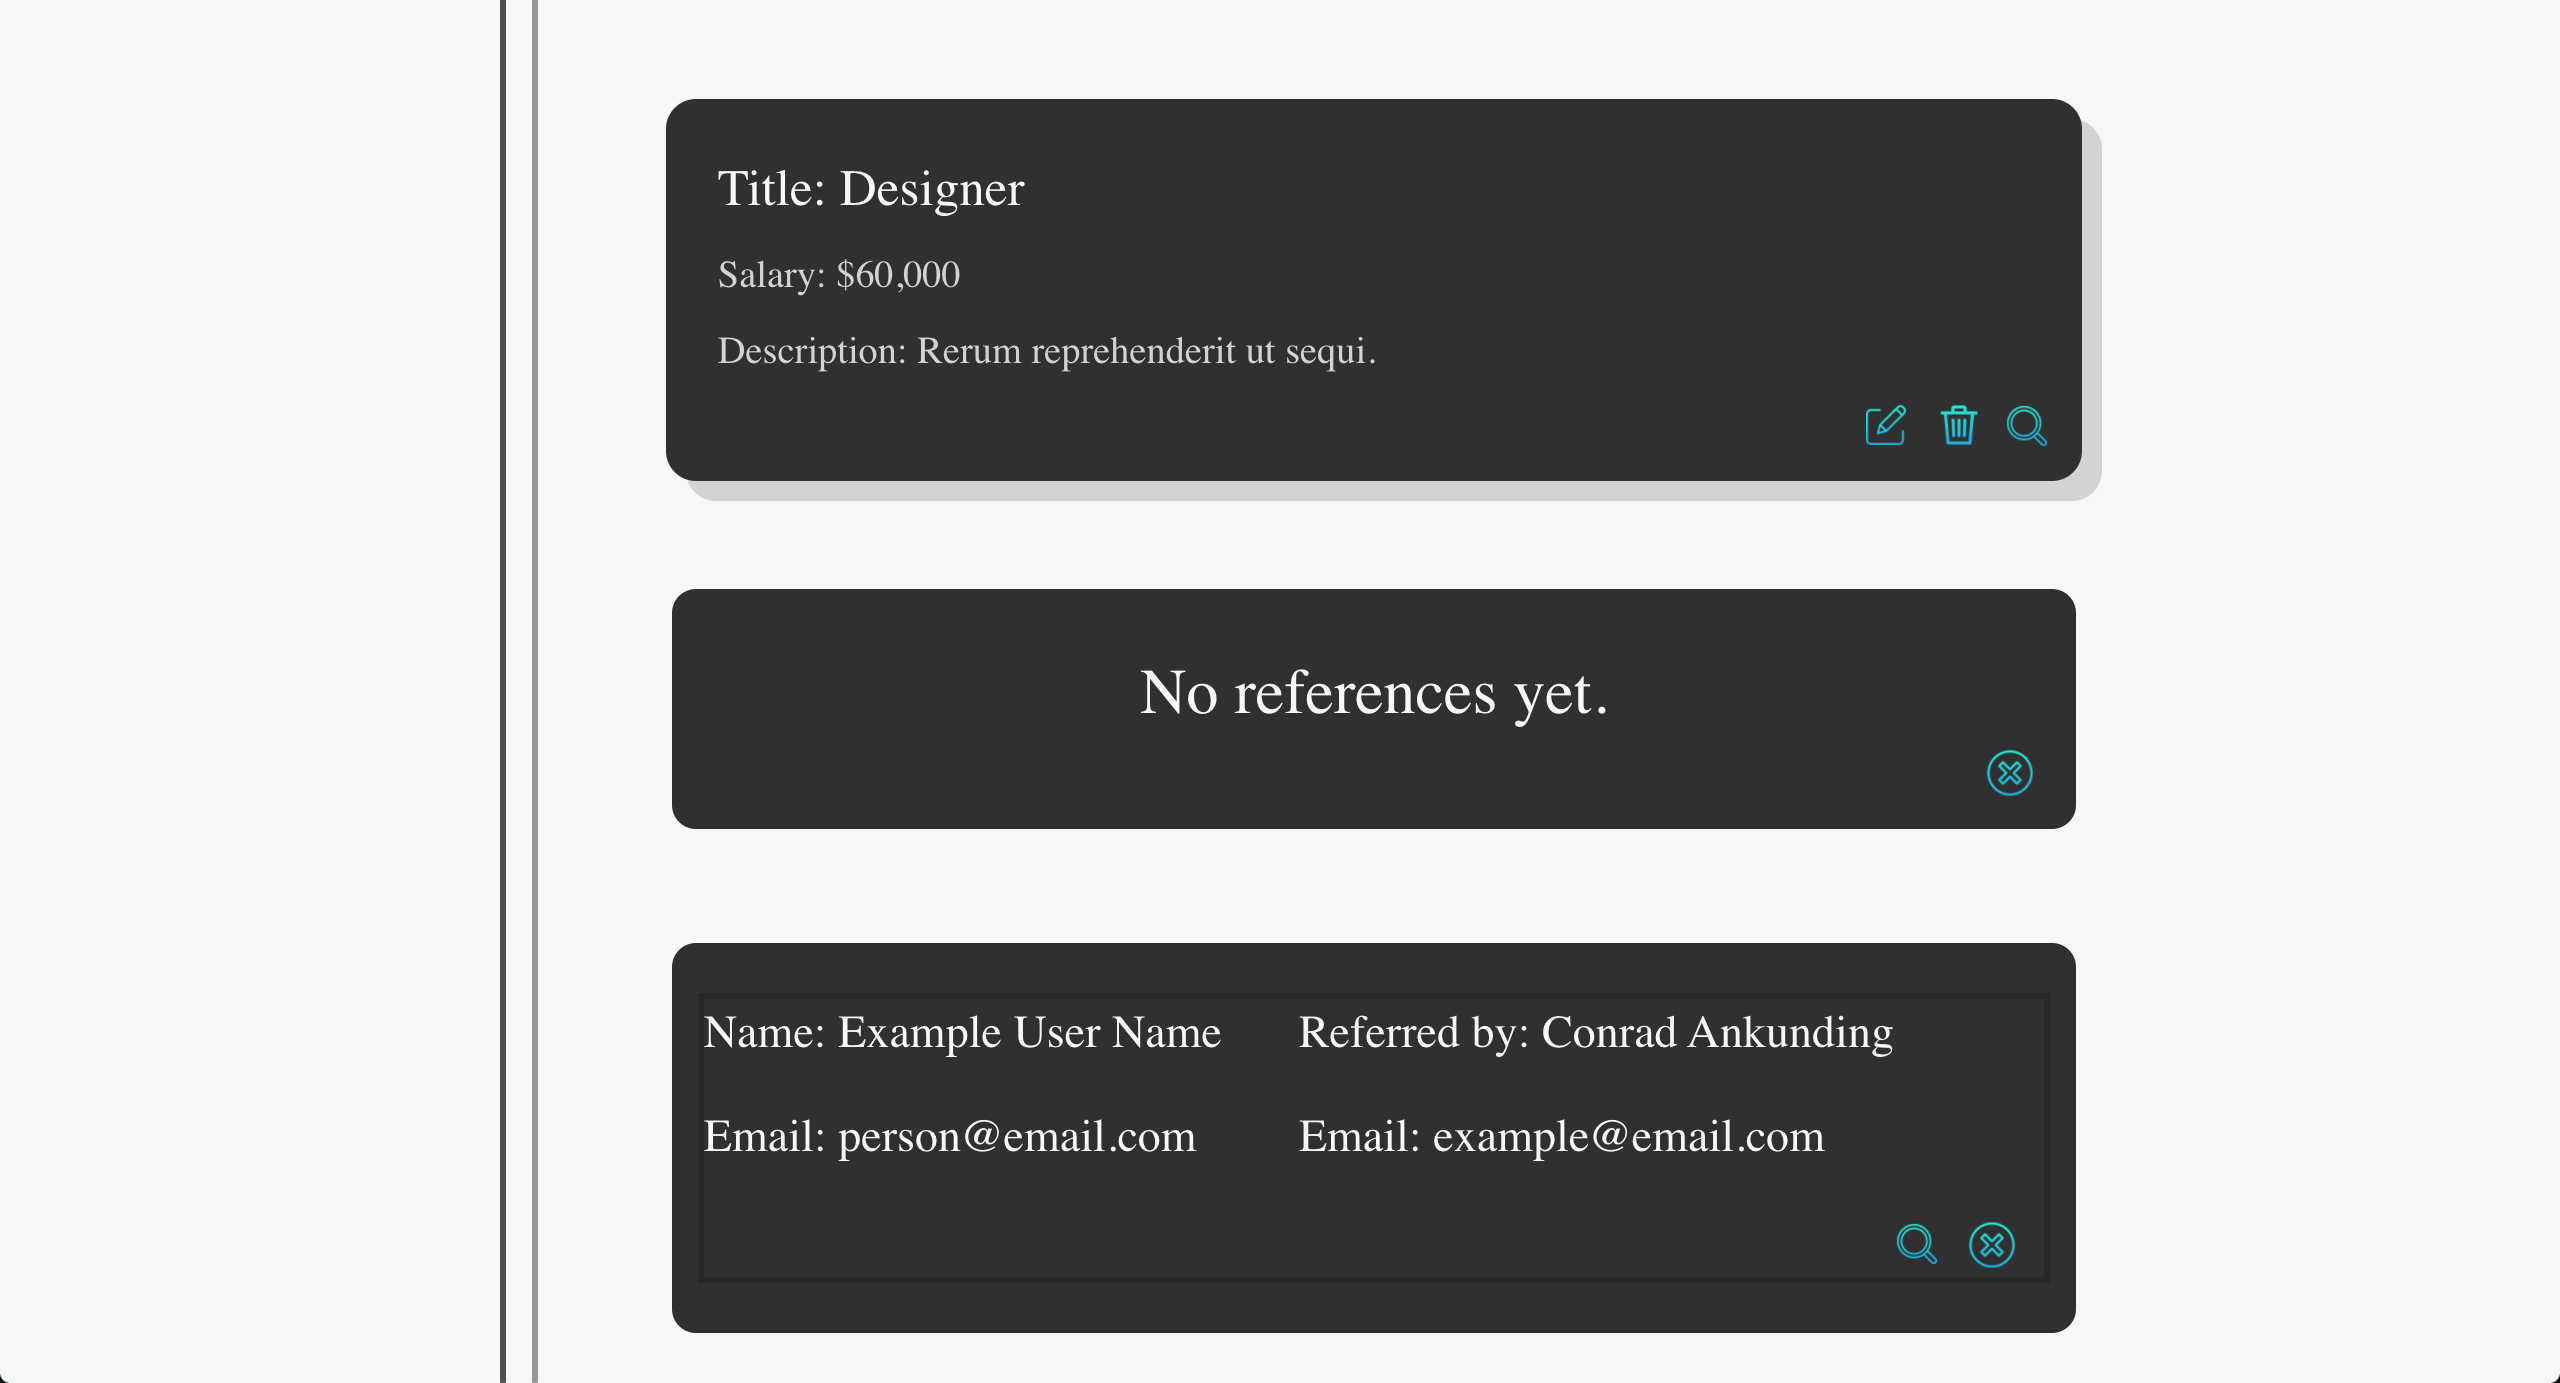 Title: Designer
Salary: $60,000
Description: Rerum reprehenderit ut sequi.
No references yet.
Name: Example User Name
Referred by: Conrad Ankunding
Email: person@email.com
Email: example@email.com